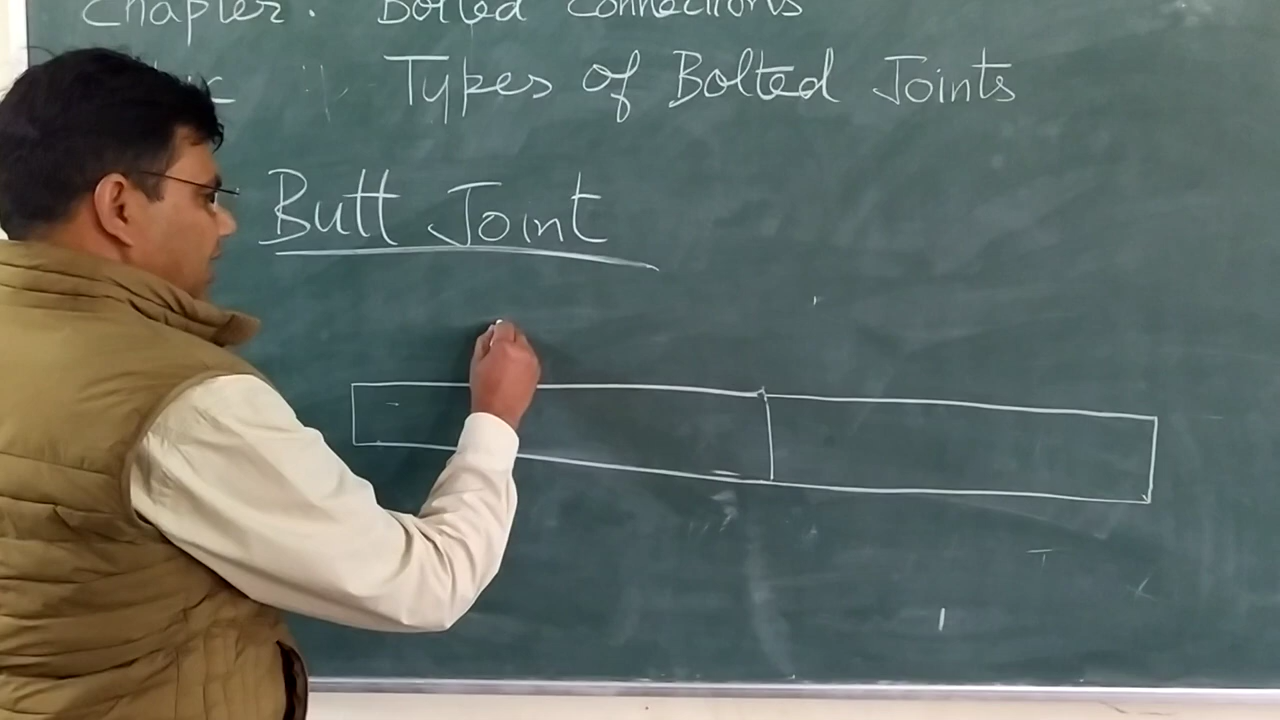 Chapter: Bolted Connections
: Types of Bolted Joints
Butt Joint